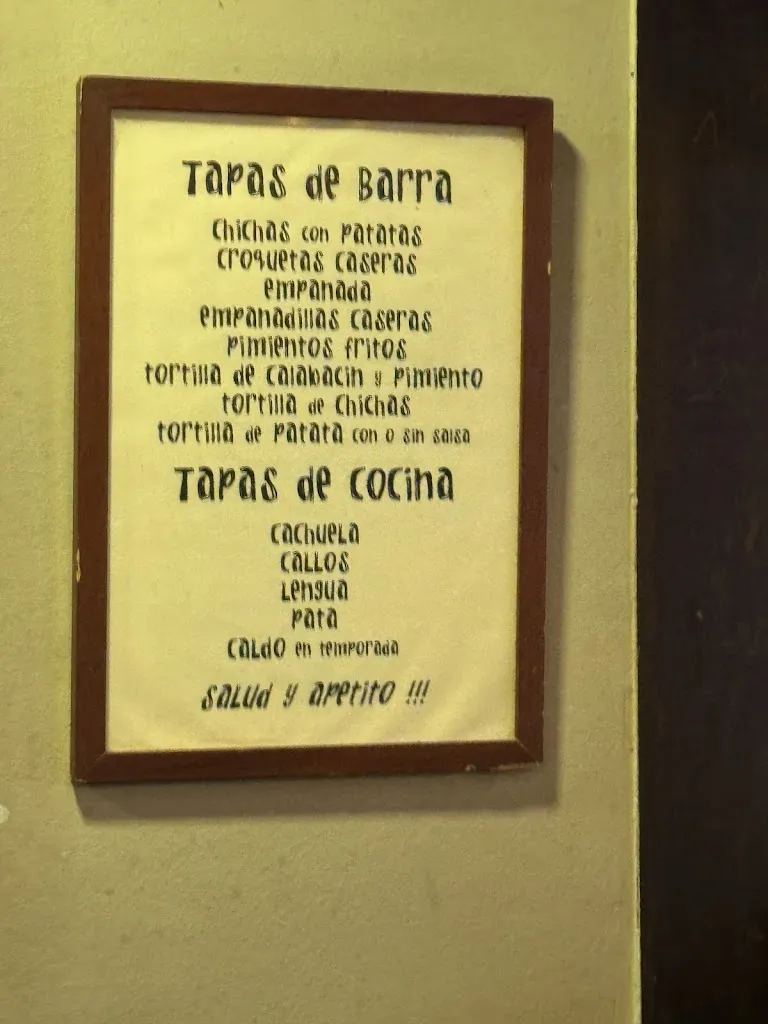 Tapas de Barra
chichas con patatas
croquetas caseras
empanada
empanadillas caseras
pimientos fritos
tortilla de calabacin y pimiento
tortilla de chichas
tortilla de patata con o sin salsa
Tapas de cocina
cachuela
callos
lengua
pata
caldo en temporada
salud y apetito !!!